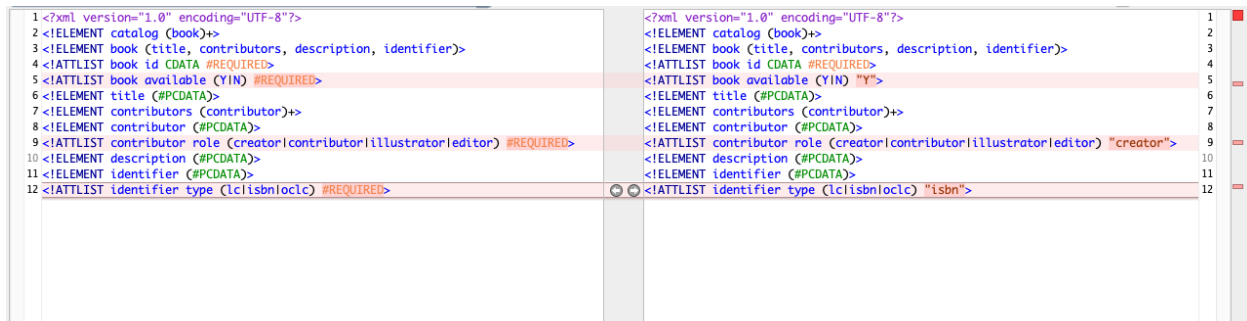 1 <?xml version="1.0" encoding="UTF-8"?>
2 <!ELEMENT catalog (book)+>
3 <!ELEMENT book (title, contributors, description, identifier)>
4 <!ATTLIST book id CDATA #REQUIRED>
5 <!ATTLIST book available (Y|N) #REQUIRED>
6 <!ELEMENT title (#PCDATA)>
7 <!ELEMENT contributors (contributor)+>
8 <!ELEMENT contributor (#PCDATA)>
9 <!ATTLIST contributor role (creator|contributor|illustrator|editor) #REQUIRED>
10 <!ELEMENT description (#PCDATA)>
11 <!ELEMENT identifier (#PCDATA)>
12 <!ATTLIST identifier type (lc|isbn|oclc) #REQUIRED>
<?xml version="1.0" encoding="UTF-8"?> 1
<!ELEMENT catalog (book)+> 2
<!ELEMENT book (title, contributors, description, identifier)> 3
<!ATTLIST book id CDATA #REQUIRED> 4
<!ATTLIST book available (Y|N) "Y"> 5
<!ELEMENT title (#PCDATA)> 6
<!ELEMENT contributors (contributor)+> 7
<!ELEMENT contributor (#PCDATA)> 8
<!ATTLIST contributor role (creator|contributor|illustrator|editor) "creator"> 9
<!ELEMENT description (#PCDATA)> 10
<!ELEMENT identifier (#PCDATA)> 11
<!ATTLIST identifier type (lc|isbn|oclc) "isbn"> 12